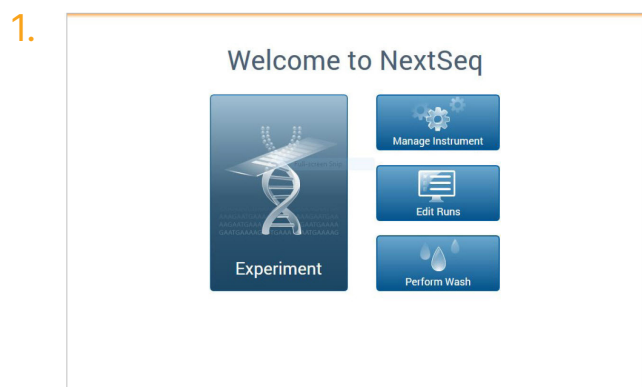 1.
Welcome to NextSeq
Manage Instrument
Edit Runs
Experiment
Perform Wash